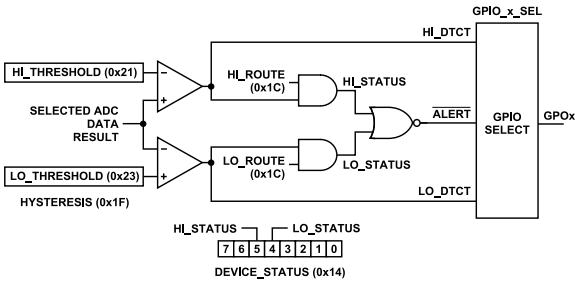 GPIO_x_SEL
HI_DTCT
HI_THRESHOLD (0x21)
–
+
HI_ROUTE
(0x1C)
HI_STATUS
SELECTED ADC
DATA
RESULT
ALERT
GPIO
SELECT
GPOx
–
+
LO_THRESHOLD (0x23)
LO_ROUTE
(0x1C)
LO_STATUS
HYSTERESIS (0x1F)
LO_DTCT
HI_STATUS
LO_STATUS
7 6 5 4 3 2 1 0
DEVICE_STATUS (0x14)